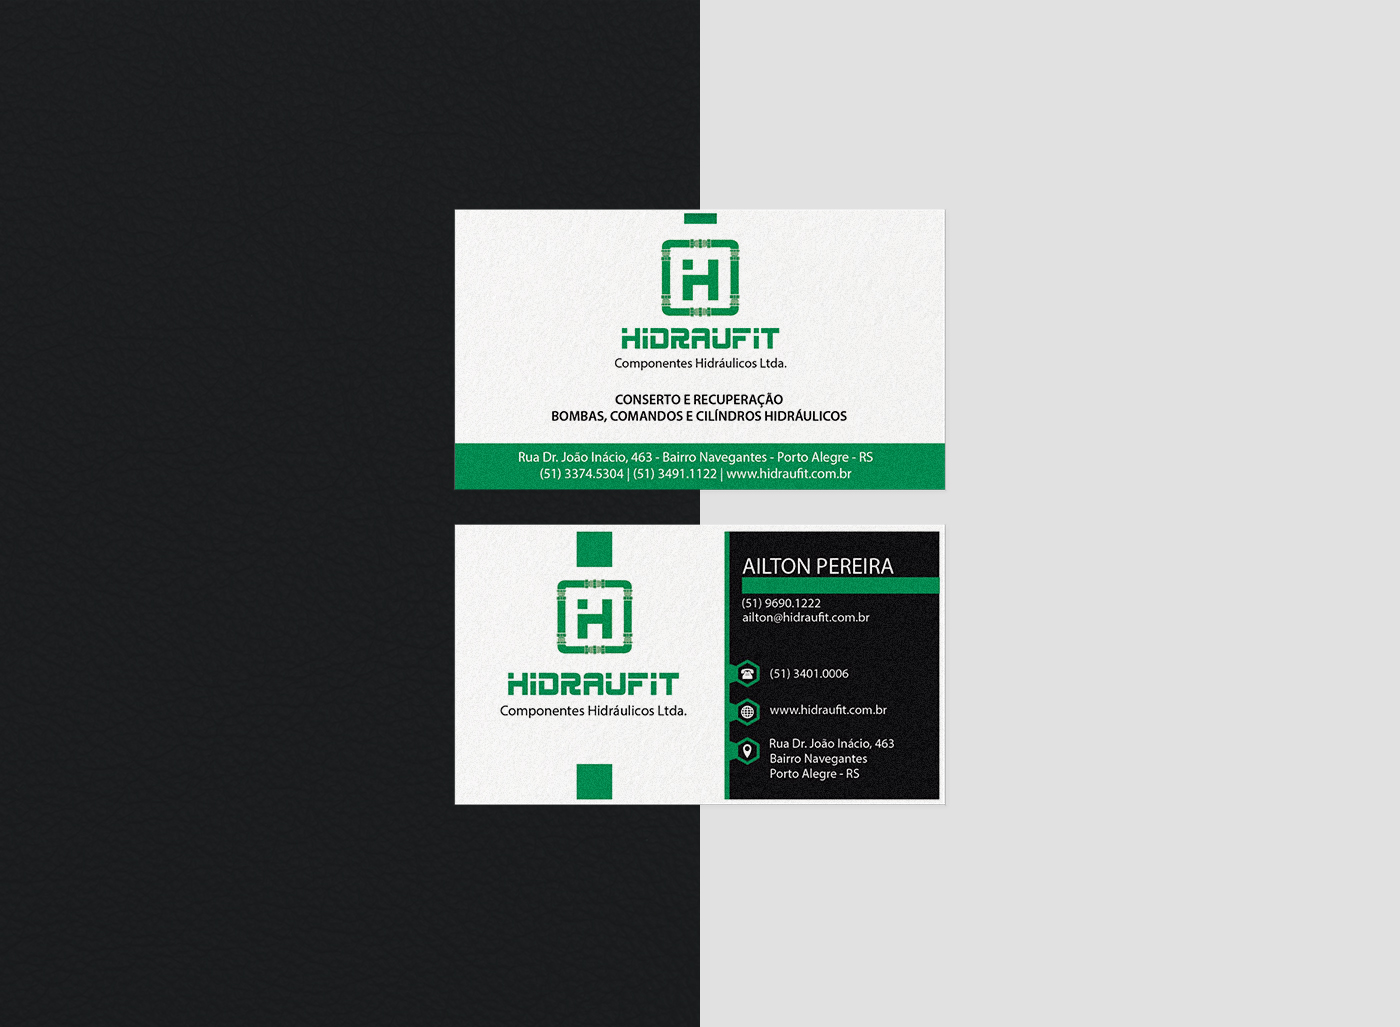 H
HIDRAUFIT
Componentes Hidráulicos Ltda.
CONSERTO E RECUPERAÇÃO
BOMBAS, COMANDOS E CILÍNDROS HIDRÁULICOS
Rua Dr. João Inácio, 463 - Bairro Navegantes - Porto Alegre - RS
(51) 3374.5304 | (51) 3491.1122 | www.hidraufit.com.br
H
HIDRAUFIT
Componentes Hidráulicos Ltda.
AILTON PEREIRA
(51) 9690.1222
ailton@hidraufit.com.br
(51) 3401.0006
www.hidraufit.com.br
Rua Dr. João Inácio, 463
Bairro Navegantes
Porto Alegre - RS